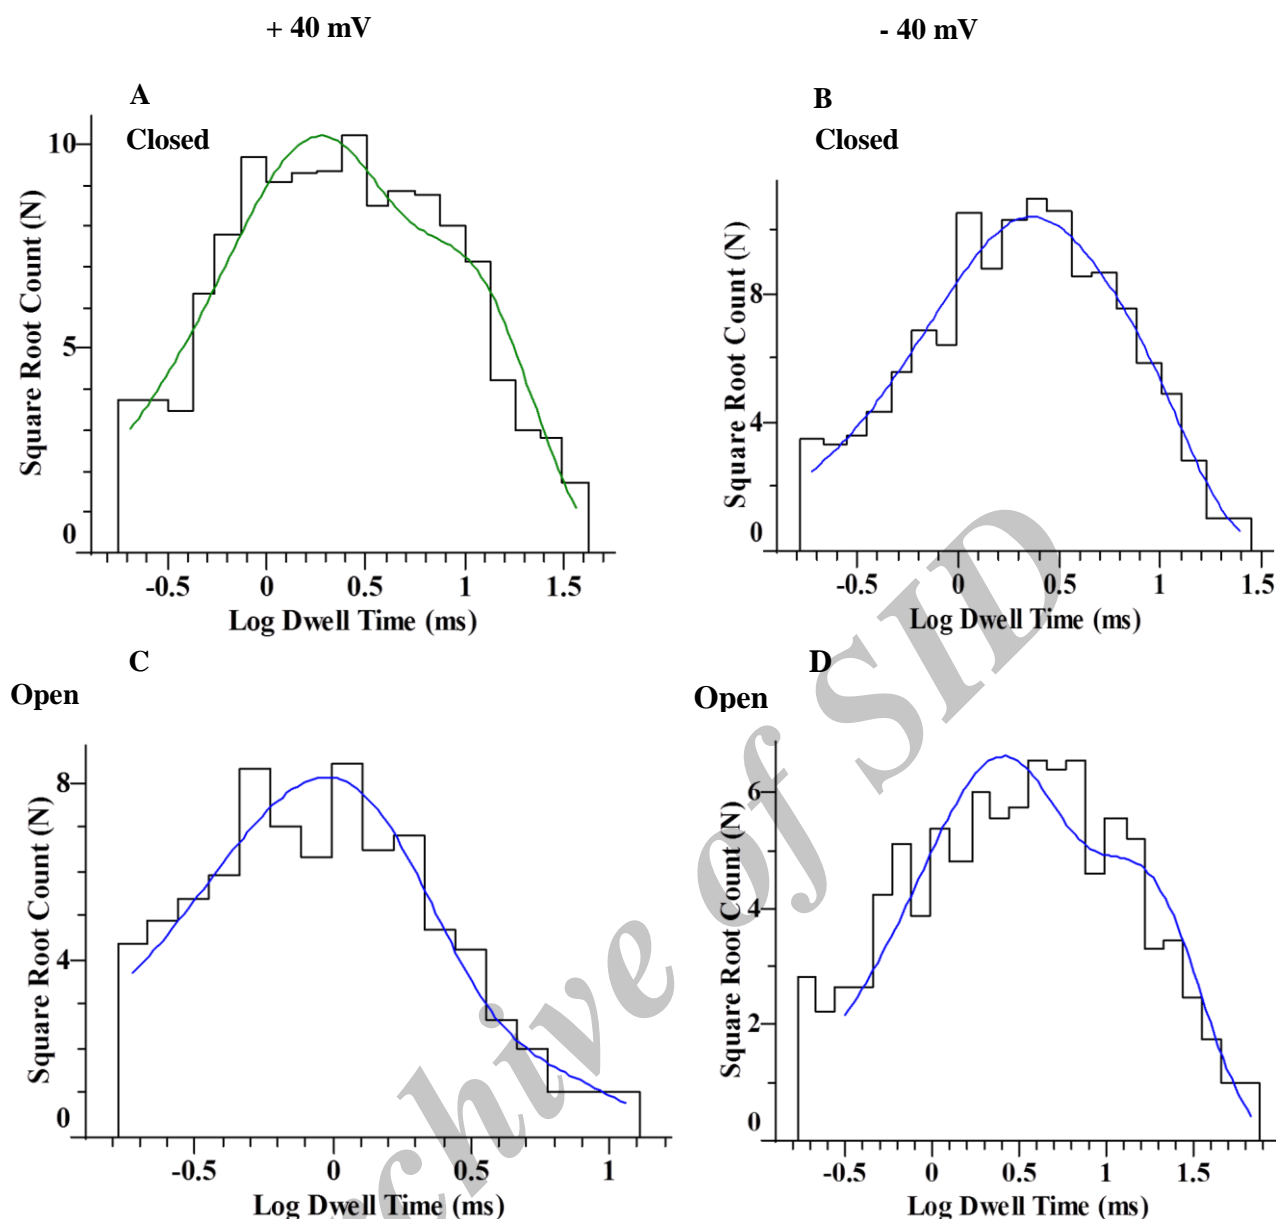 + 40 mV
- 40 mV
A
Closed
10
5
0
-0.5 0 0.5 1 1.5
Square Root Count (N)
Log Dwell Time (ms)
B
Closed
8
4
0
-0.5 0 0.5 1 1.5
Square Root Count (N)
Log Dwell Time (ms)
C
Open
8
4
0
-0.5 0 0.5 1
Square Root Count (N)
Log Dwell Time (ms)
D
Open
6
4
2
0
-0.5 0 0.5 1 1.5
Square Root Count (N)
Log Dwell Time (ms)
chive of SID